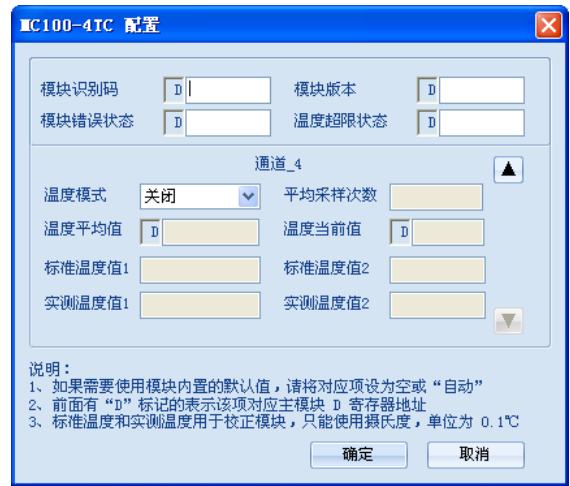 MC100-4TC 配置
模块识别码 D 模块版本 D
模块错误状态 D 温度超限状态 D
通道_4
温度模式 关闭 平均采样次数
温度平均值 D 温度当前值 D
标准温度值1 标准温度值2
实测温度值1 实测温度值2
说明：
1、如果需要使用模块内置的默认值，请将对应项设为空或“自动”
2、前面有“D”标记的表示该项对应主模块 D 寄存器地址
3、标准温度和实测温度用于校正模块，只能使用摄氏度，单位为 0.1℃
确定 取消